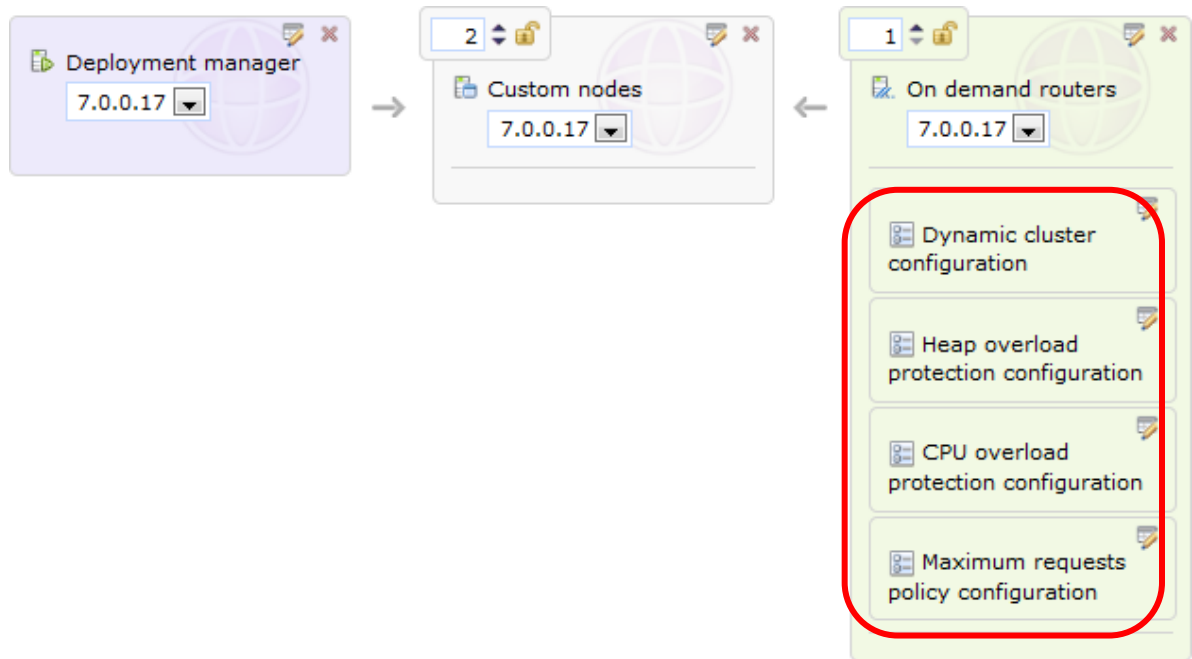 Deployment manager
7.0.0.17
2
Custom nodes
7.0.0.17
1
On demand routers
7.0.0.17
Dynamic cluster
configuration
Heap overload
protection configuration
CPU overload
protection configuration
Maximum requests
policy configuration